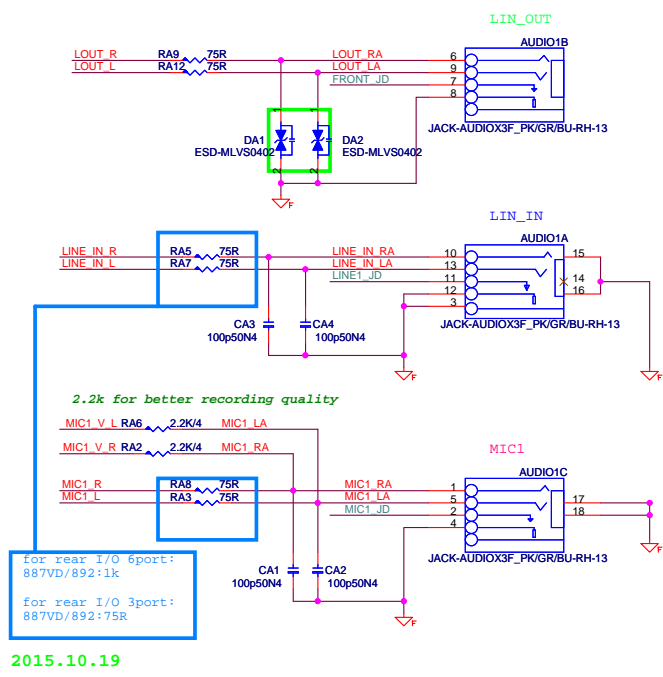 LIN_OUT
AUDIO1B
LOUT_R RA9 75R LOUT_RA 6
LOUT_L RA12 75R LOUT_LA 9
FRONT_JD 7
8
JACK-AUDIOX3F_PK/GR/BU-RH-13
1 1
DA1 DA2
ESD-MLVS0402 ESD-MLVS0402
2 2
F
LIN_IN
AUDIO1A
LINE_IN_R RA5 75R LINE_IN_RA 10 15
LINE_IN_L RA7 75R LINE_IN_LA 13
LINE1_JD 11 14
12 16
3
CA3 CA4
100p50N4 100p50N4
JACK-AUDIOX3F_PK/GR/BU-RH-13
F F
2.2k for better recording quality
MIC1_V_L RA6 2.2K/4 MIC1_LA
MIC1_V_R RA2 2.2K/4 MIC1_RA
MIC1
AUDIO1C
MIC1_R RA8 75R MIC1_RA 1
MIC1_L RA3 75R MIC1_LA 5 17
MIC1_JD 2 18
4
JACK-AUDIOX3F_PK/GR/BU-RH-13
F
CA1 CA2
100p50N4 100p50N4
F
for rear I/O 6port:
887VD/892:1k
for rear I/O 3port:
887VD/892:75R
2015.10.19